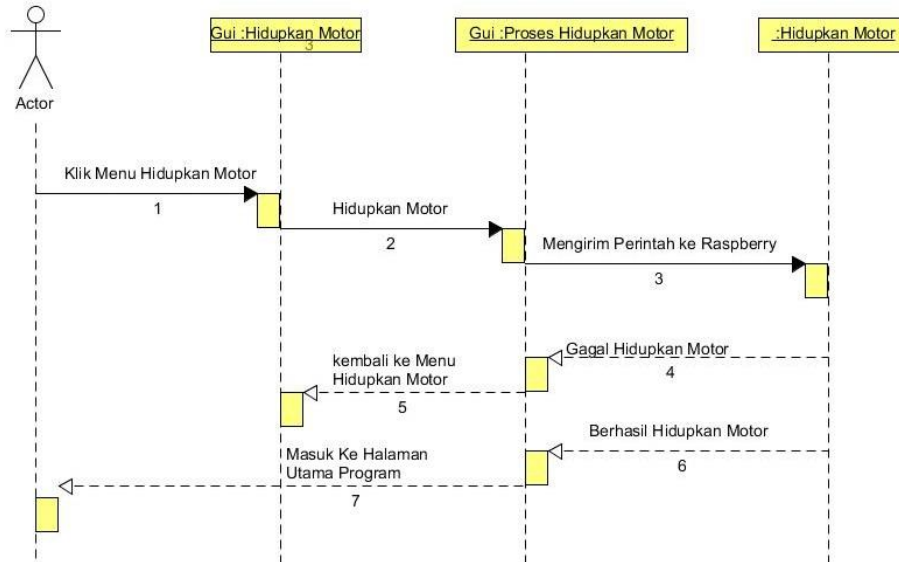 Gui :Hidupkan Motor
3
Gui :Proses Hidupkan Motor
:Hidupkan Motor
Actor
Klik Menu Hidupkan Motor
1
Hidupkan Motor
2
Mengirim Perintah ke Raspberry
3
Gagal Hidupkan Motor
4
kembali ke Menu
Hidupkan Motor
5
Berhasil Hidupkan Motor
6
Masuk Ke Halaman
Utama Program
7